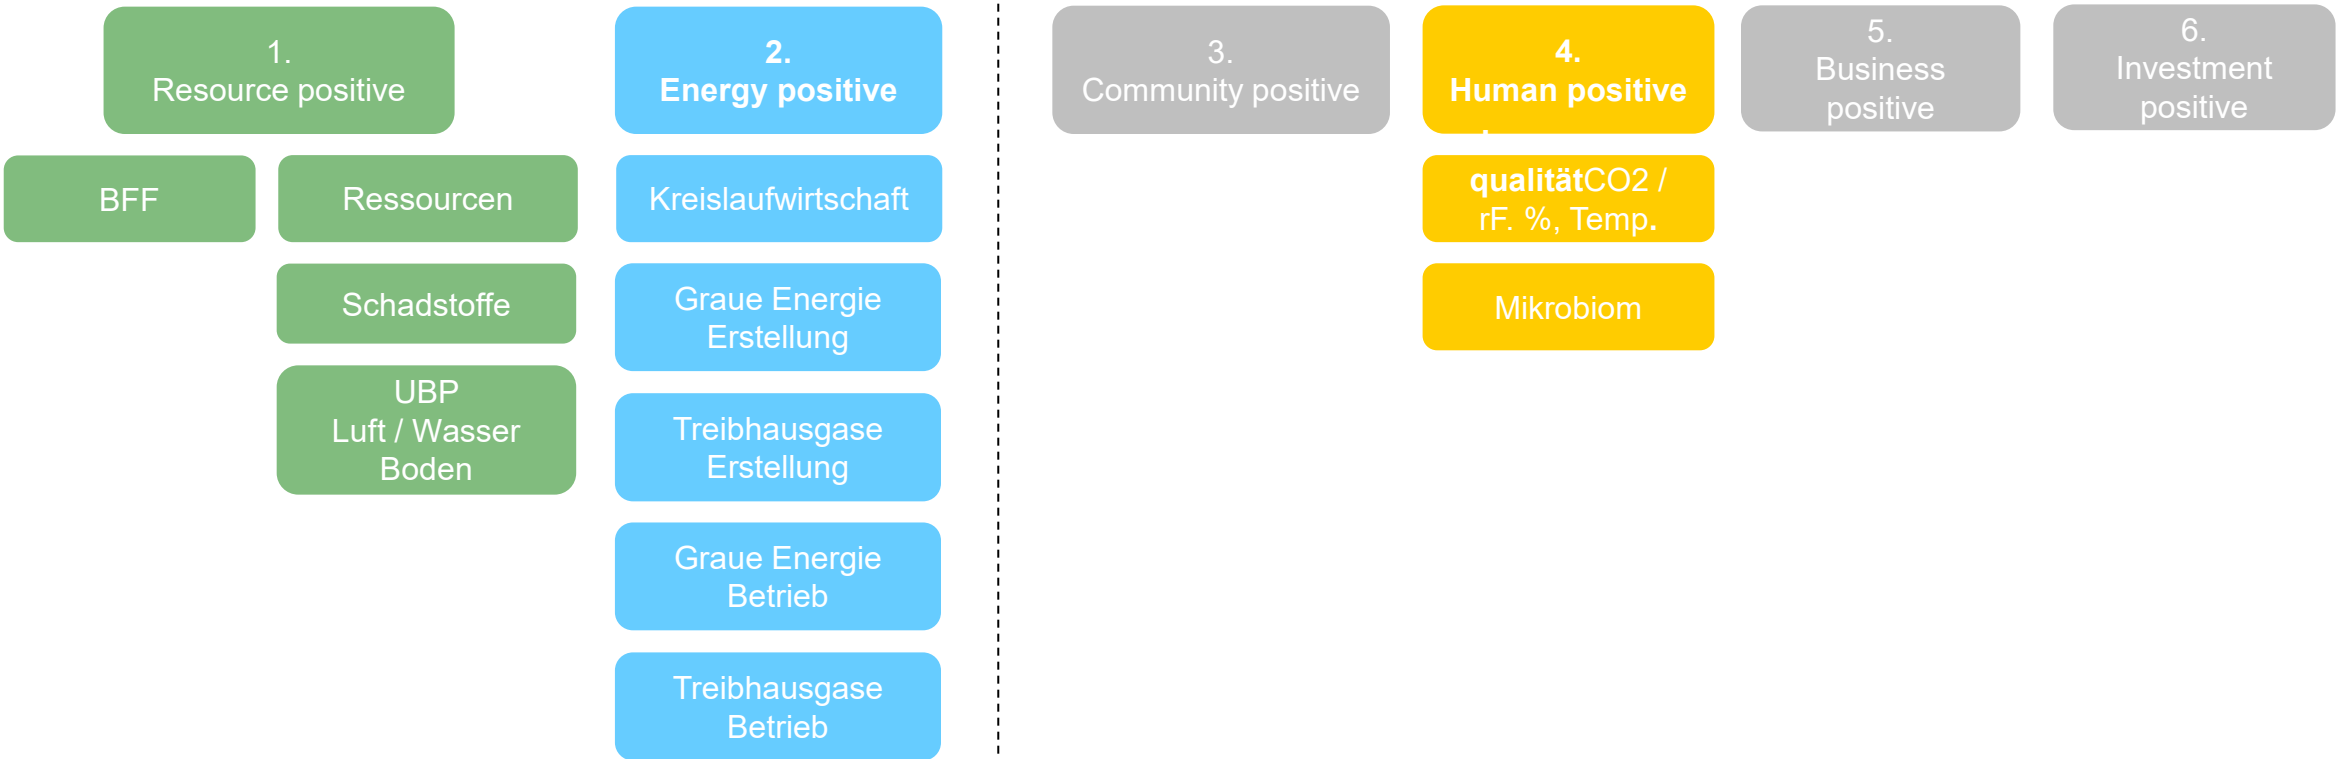 1.
Resource positive
2.
Energy positive
3.
Community positive
4.
Human positive
5.
Business
positive
6.
Investment
positive
BFF
Ressourcen
Kreislaufwirtschaft
qualitätCO2 /
rF. %, Temp.
Schadstoffe
Graue Energie
Erstellung
Mikrobiom
UBP
Luft / Wasser
Boden
Treibhausgase
Erstellung
Graue Energie
Betrieb
Treibhausgase
Betrieb